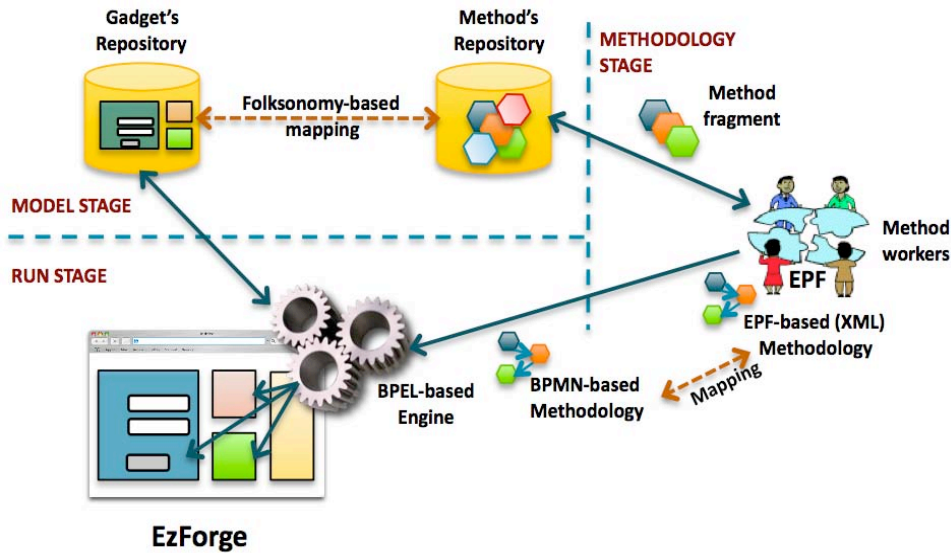 Gadget's
Repository
Method's
Repository
METHODOLOGY
STAGE
Folksonomy-based
mapping
Method
fragment
MODEL STAGE
Method
workers
RUN STAGE
EPF
EPF-based (XML)
Methodology
BPEL-based
Engine
BPMN-based
Methodology
Mapping
EzForge